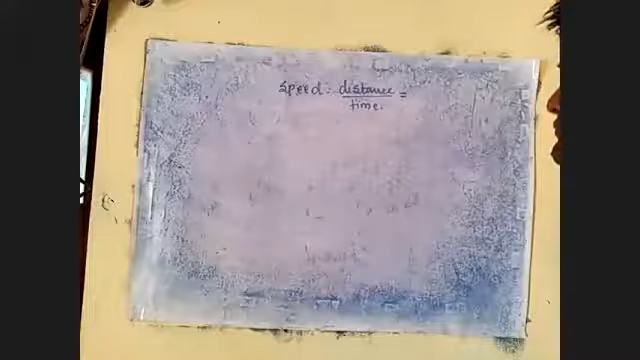 Speed = distance =
time.